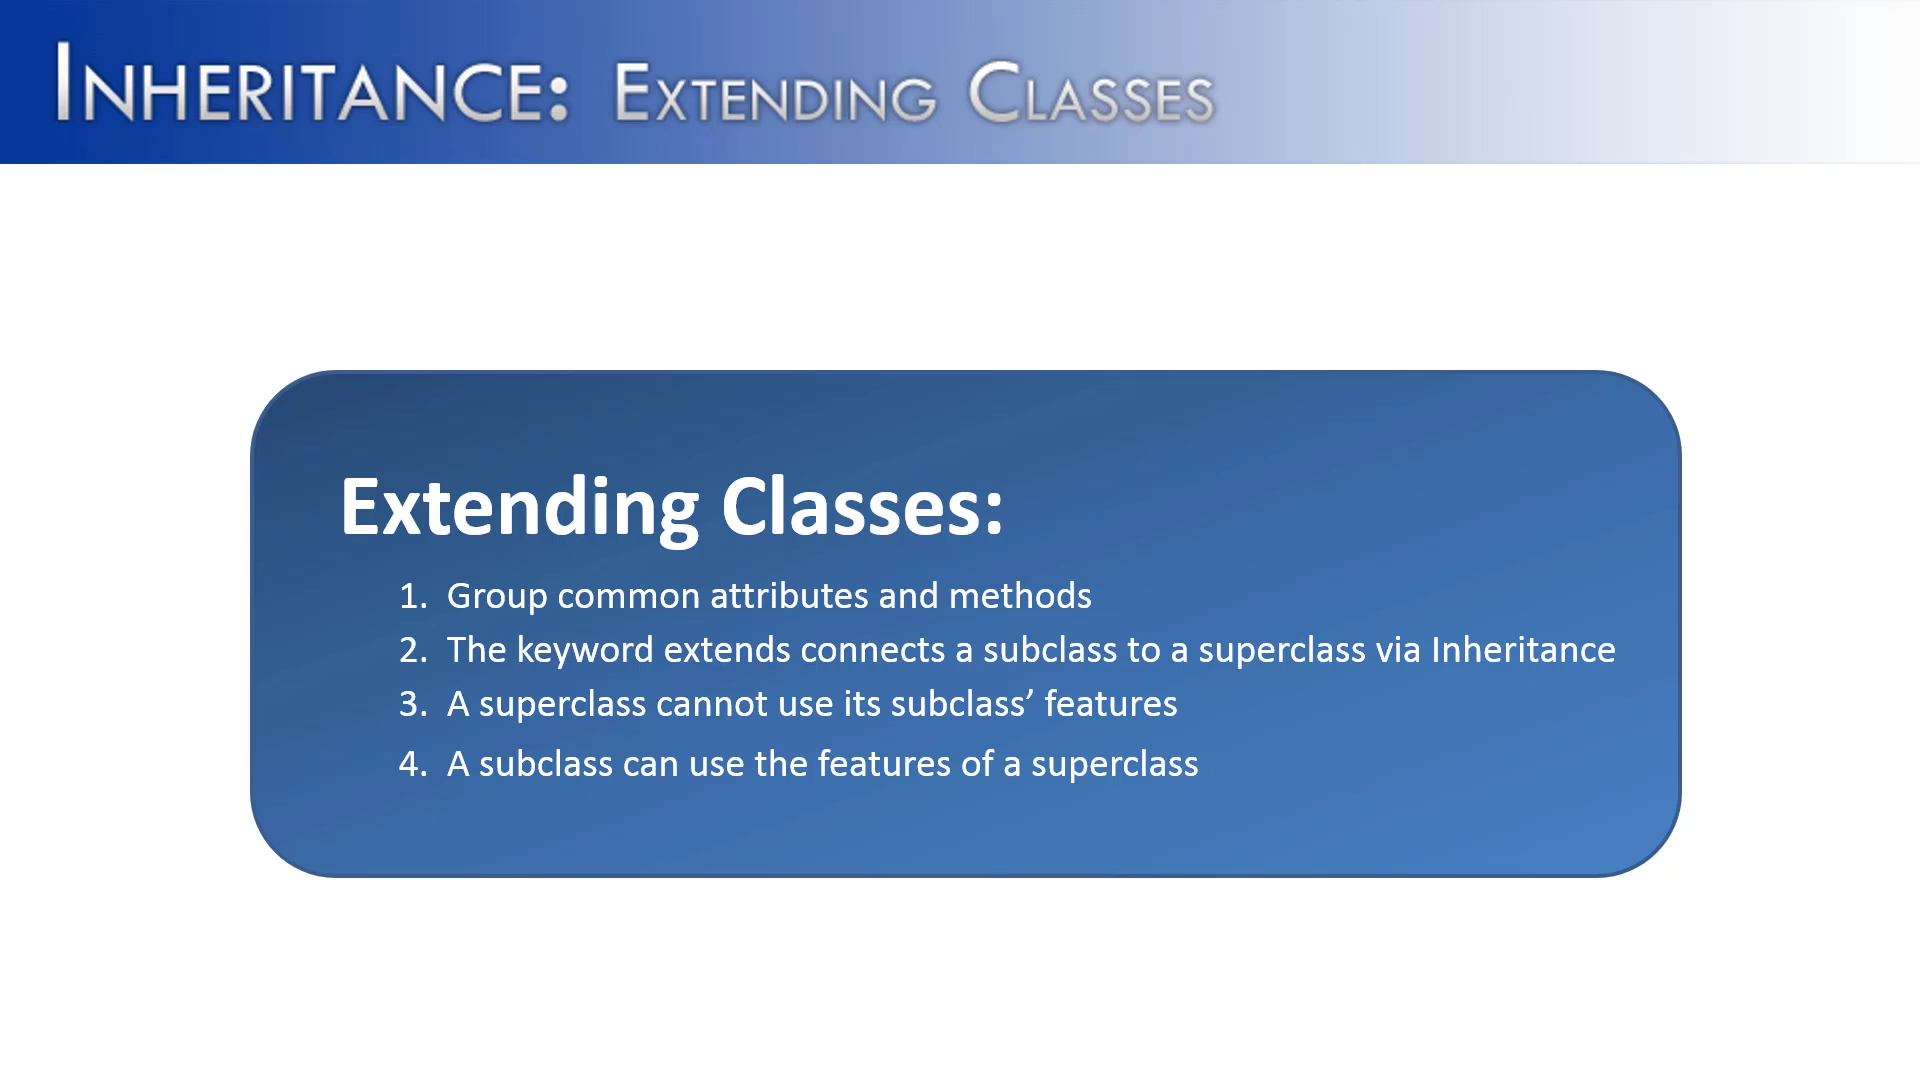 Inheritance: Extending Classes
Extending Classes:
1. Group common attributes and methods
2. The keyword extends connects a subclass to a superclass via Inheritance
3. A superclass cannot use its subclass’ features
4. A subclass can use the features of a superclass